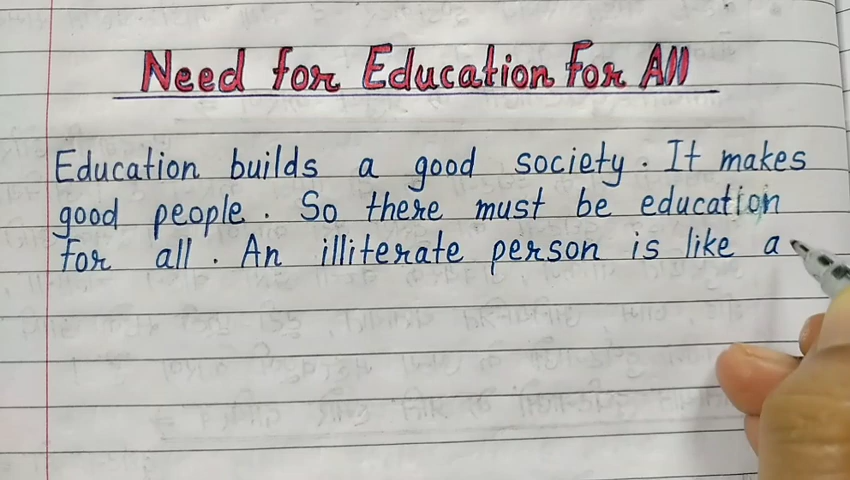 Need for Education For All
Education builds a good society. It makes
good people. So there must be education
for all. An illiterate person is like a